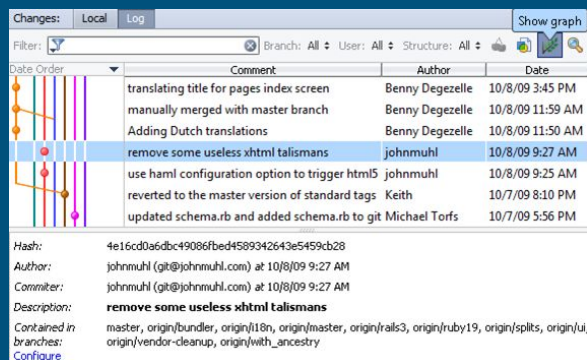 Changes: Local Log
Show graph
Filter: Branch: All User: All Structure: All
Date Order Comment Author Date
translating title for pages index screen Benny Degezelle 10/8/09 3:45 PM
manually merged with master branch Benny Degezelle 10/8/09 11:59 AM
Adding Dutch translations Benny Degezelle 10/8/09 11:50 AM
remove some useless xhtml talismans johnmuhl 10/8/09 9:27 AM
use haml configuration option to trigger html5 johnmuhl 10/8/09 9:25 AM
reverted to the master version of standard tags Keith 10/7/09 8:10 PM
updated schema.rb and added schema.rb to git Michael Torfs 10/7/09 5:56 PM
Hash: 4e16cd0a6dbc49086fbed4589342643e5459cb28
Author: johnmuhl (git@johnmuhl.com) at 10/8/09 9:27 AM
Commiter: johnmuhl (git@johnmuhl.com) at 10/8/09 9:27 AM
Description: remove some useless xhtml talismans
Contained in master, origin/bundler, origin/i18n, origin/master, origin/rails3, origin/ruby19, origin/splits, origin/ui,
branches: origin/vendor-cleanup, origin/with_ancestry
Configure